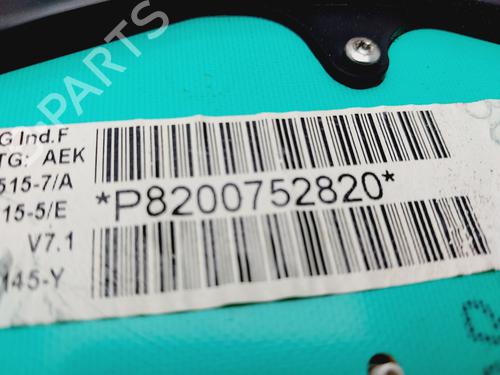 G Ind.F
TG: AEK
515-7/A
*P8200752820*
15-5/E
V7.1
145-Y
PARTS